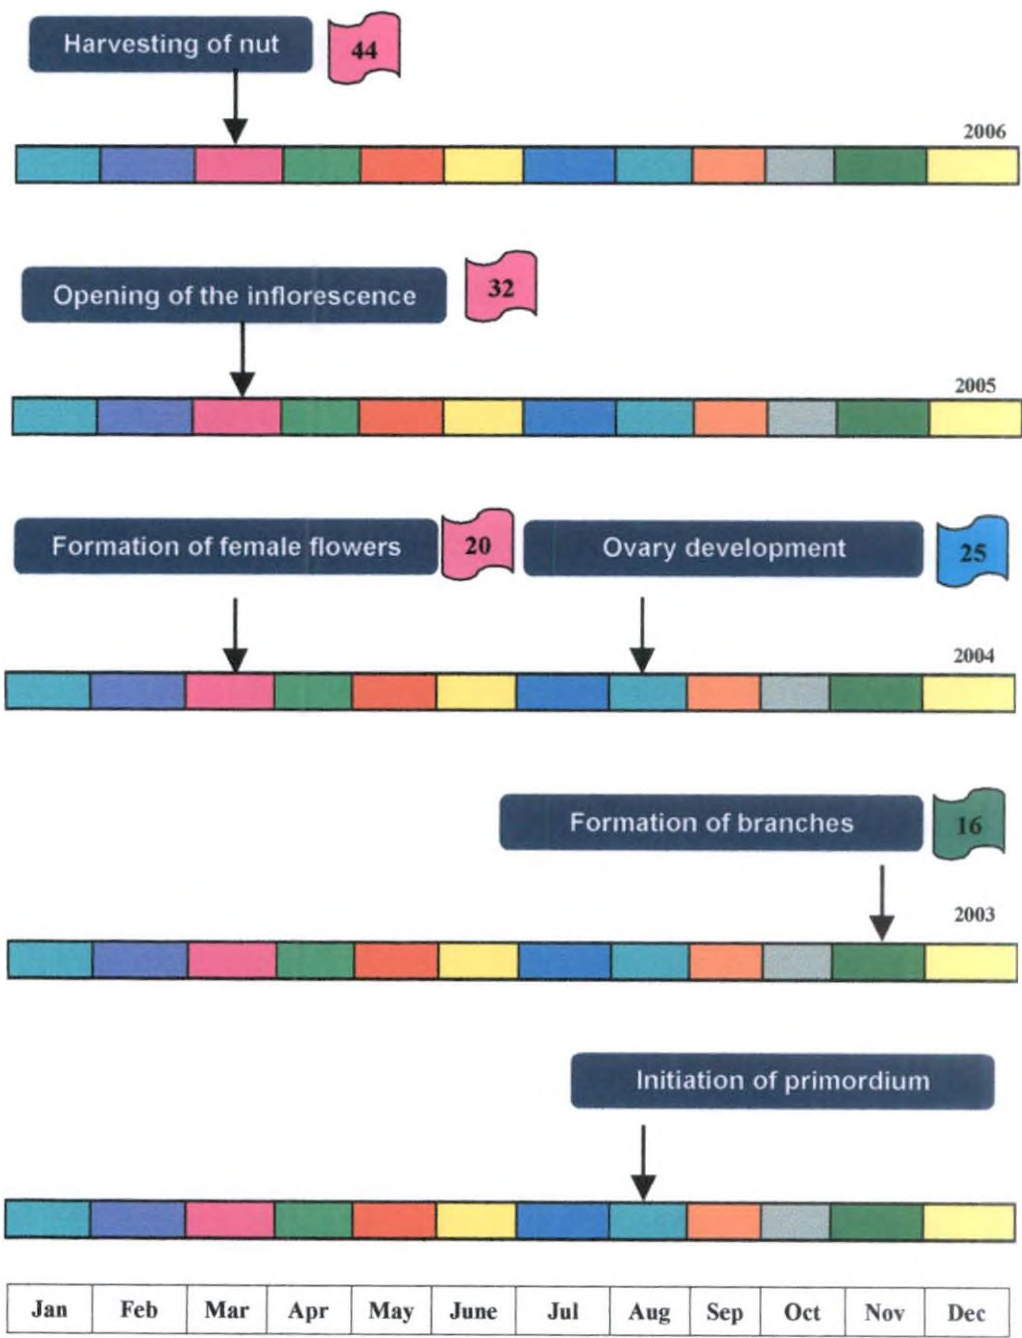 Harvesting of nut
44
2006
Opening of the inflorescence
32
2005
Formation of female flowers
20
Ovary development
25
2004
Formation of branches
16
2003
Initiation of primordium
Jan Feb Mar Apr May June Jul Aug Sep Oct Nov Dec